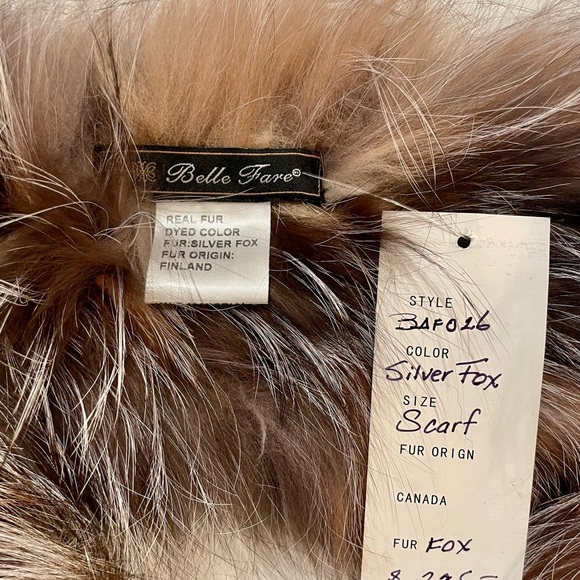 Belle Fare®
REAL FUR
DYED COLOR
FUR:SILVER FOX
FUR ORIGIN:
FINLAND
STYLE
BAF026
COLOR
Silver Fox
SIZE
Scarf
FUR ORIGN
CANADA
FUR FOX